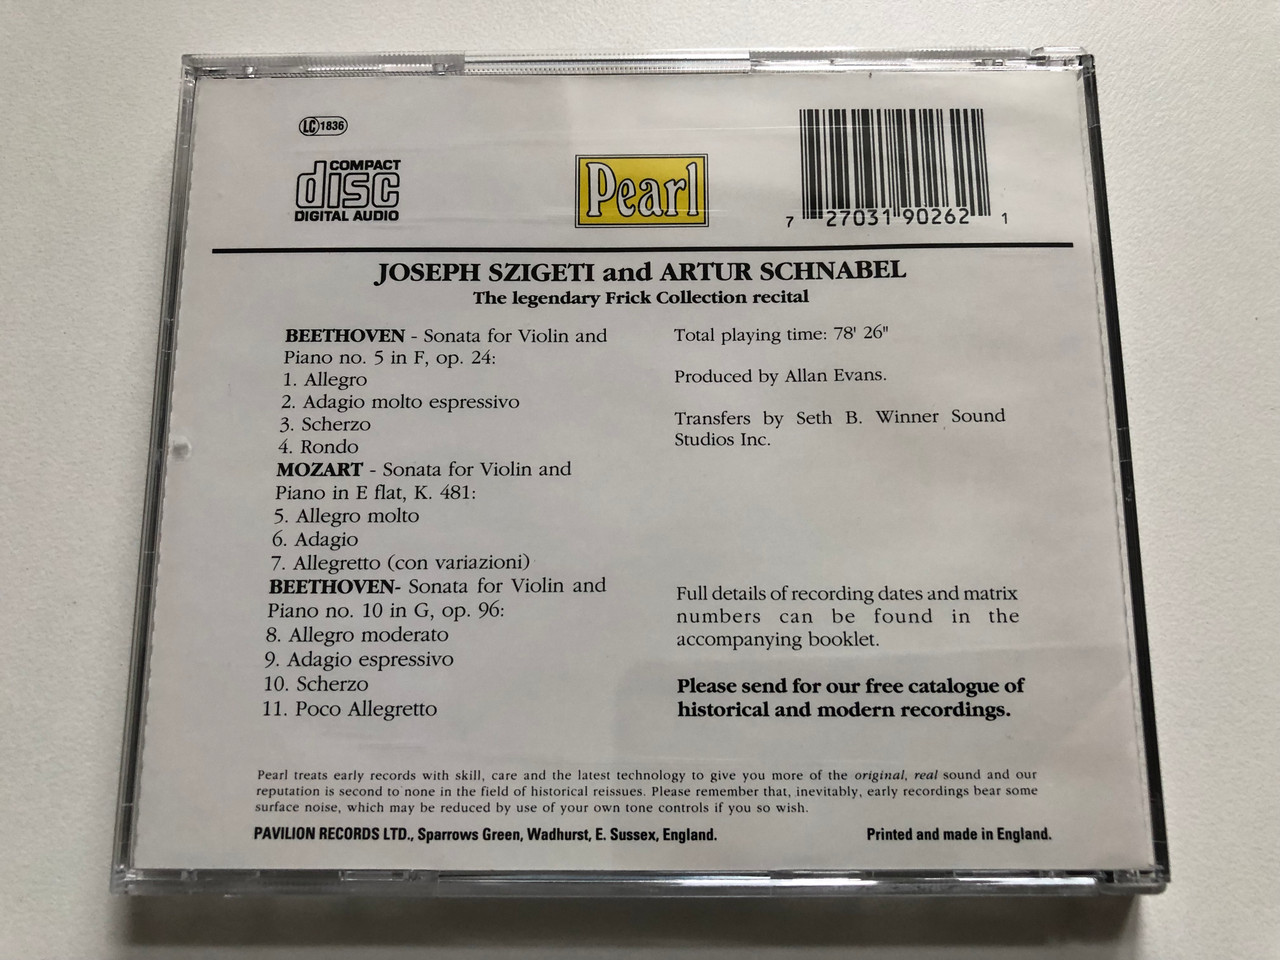 LC 1836
COMPACT
disc
DIGITAL AUDIO
Pearl
7 27031 90262 1
JOSEPH SZIGETI and ARTUR SCHNABEL
The legendary Frick Collection recital
BEETHOVEN - Sonata for Violin and
Piano no. 5 in F, op. 24:
1. Allegro
2. Adagio molto espressivo
3. Scherzo
4. Rondo
MOZART - Sonata for Violin and
Piano in E flat, K. 481:
5. Allegro molto
6. Adagio
7. Allegretto (con variazioni)
BEETHOVEN- Sonata for Violin and
Piano no. 10 in G, op. 96:
8. Allegro moderato
9. Adagio espressivo
10. Scherzo
11. Poco Allegretto
Total playing time: 78' 26"
Produced by Allan Evans.
Transfers by Seth B. Winner Sound
Studios Inc.
Full details of recording dates and matrix
numbers can be found in the
accompanying booklet.
Please send for our free catalogue of
historical and modern recordings.
Pearl treats early records with skill, care and the latest technology to give you more of the original, real sound and our
reputation is second to none in the field of historical reissues. Please remember that, inevitably, early recordings bear some
surface noise, which may be reduced by use of your own tone controls if you so wish.
PAVILION RECORDS LTD., Sparrows Green, Wadhurst, E. Sussex, England.
Printed and made in England.